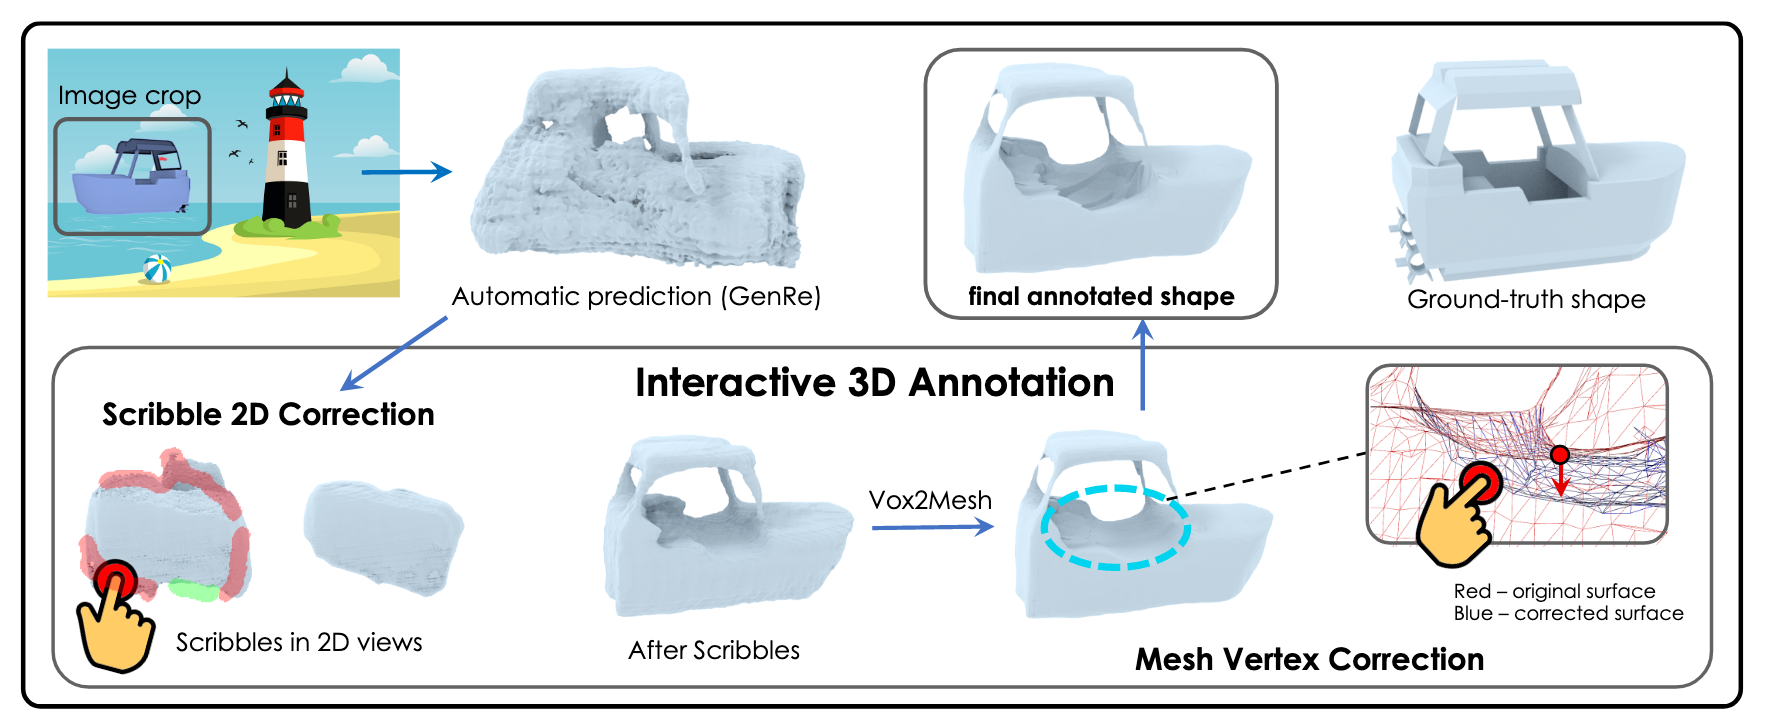 Image crop
Automatic prediction (GenRe)
final annotated shape
Ground-truth shape
Interactive 3D Annotation
Scribble 2D Correction
Scribbles in 2D views
After Scribbles
Vox2Mesh
Red – original surface
Blue – corrected surface
Mesh Vertex Correction